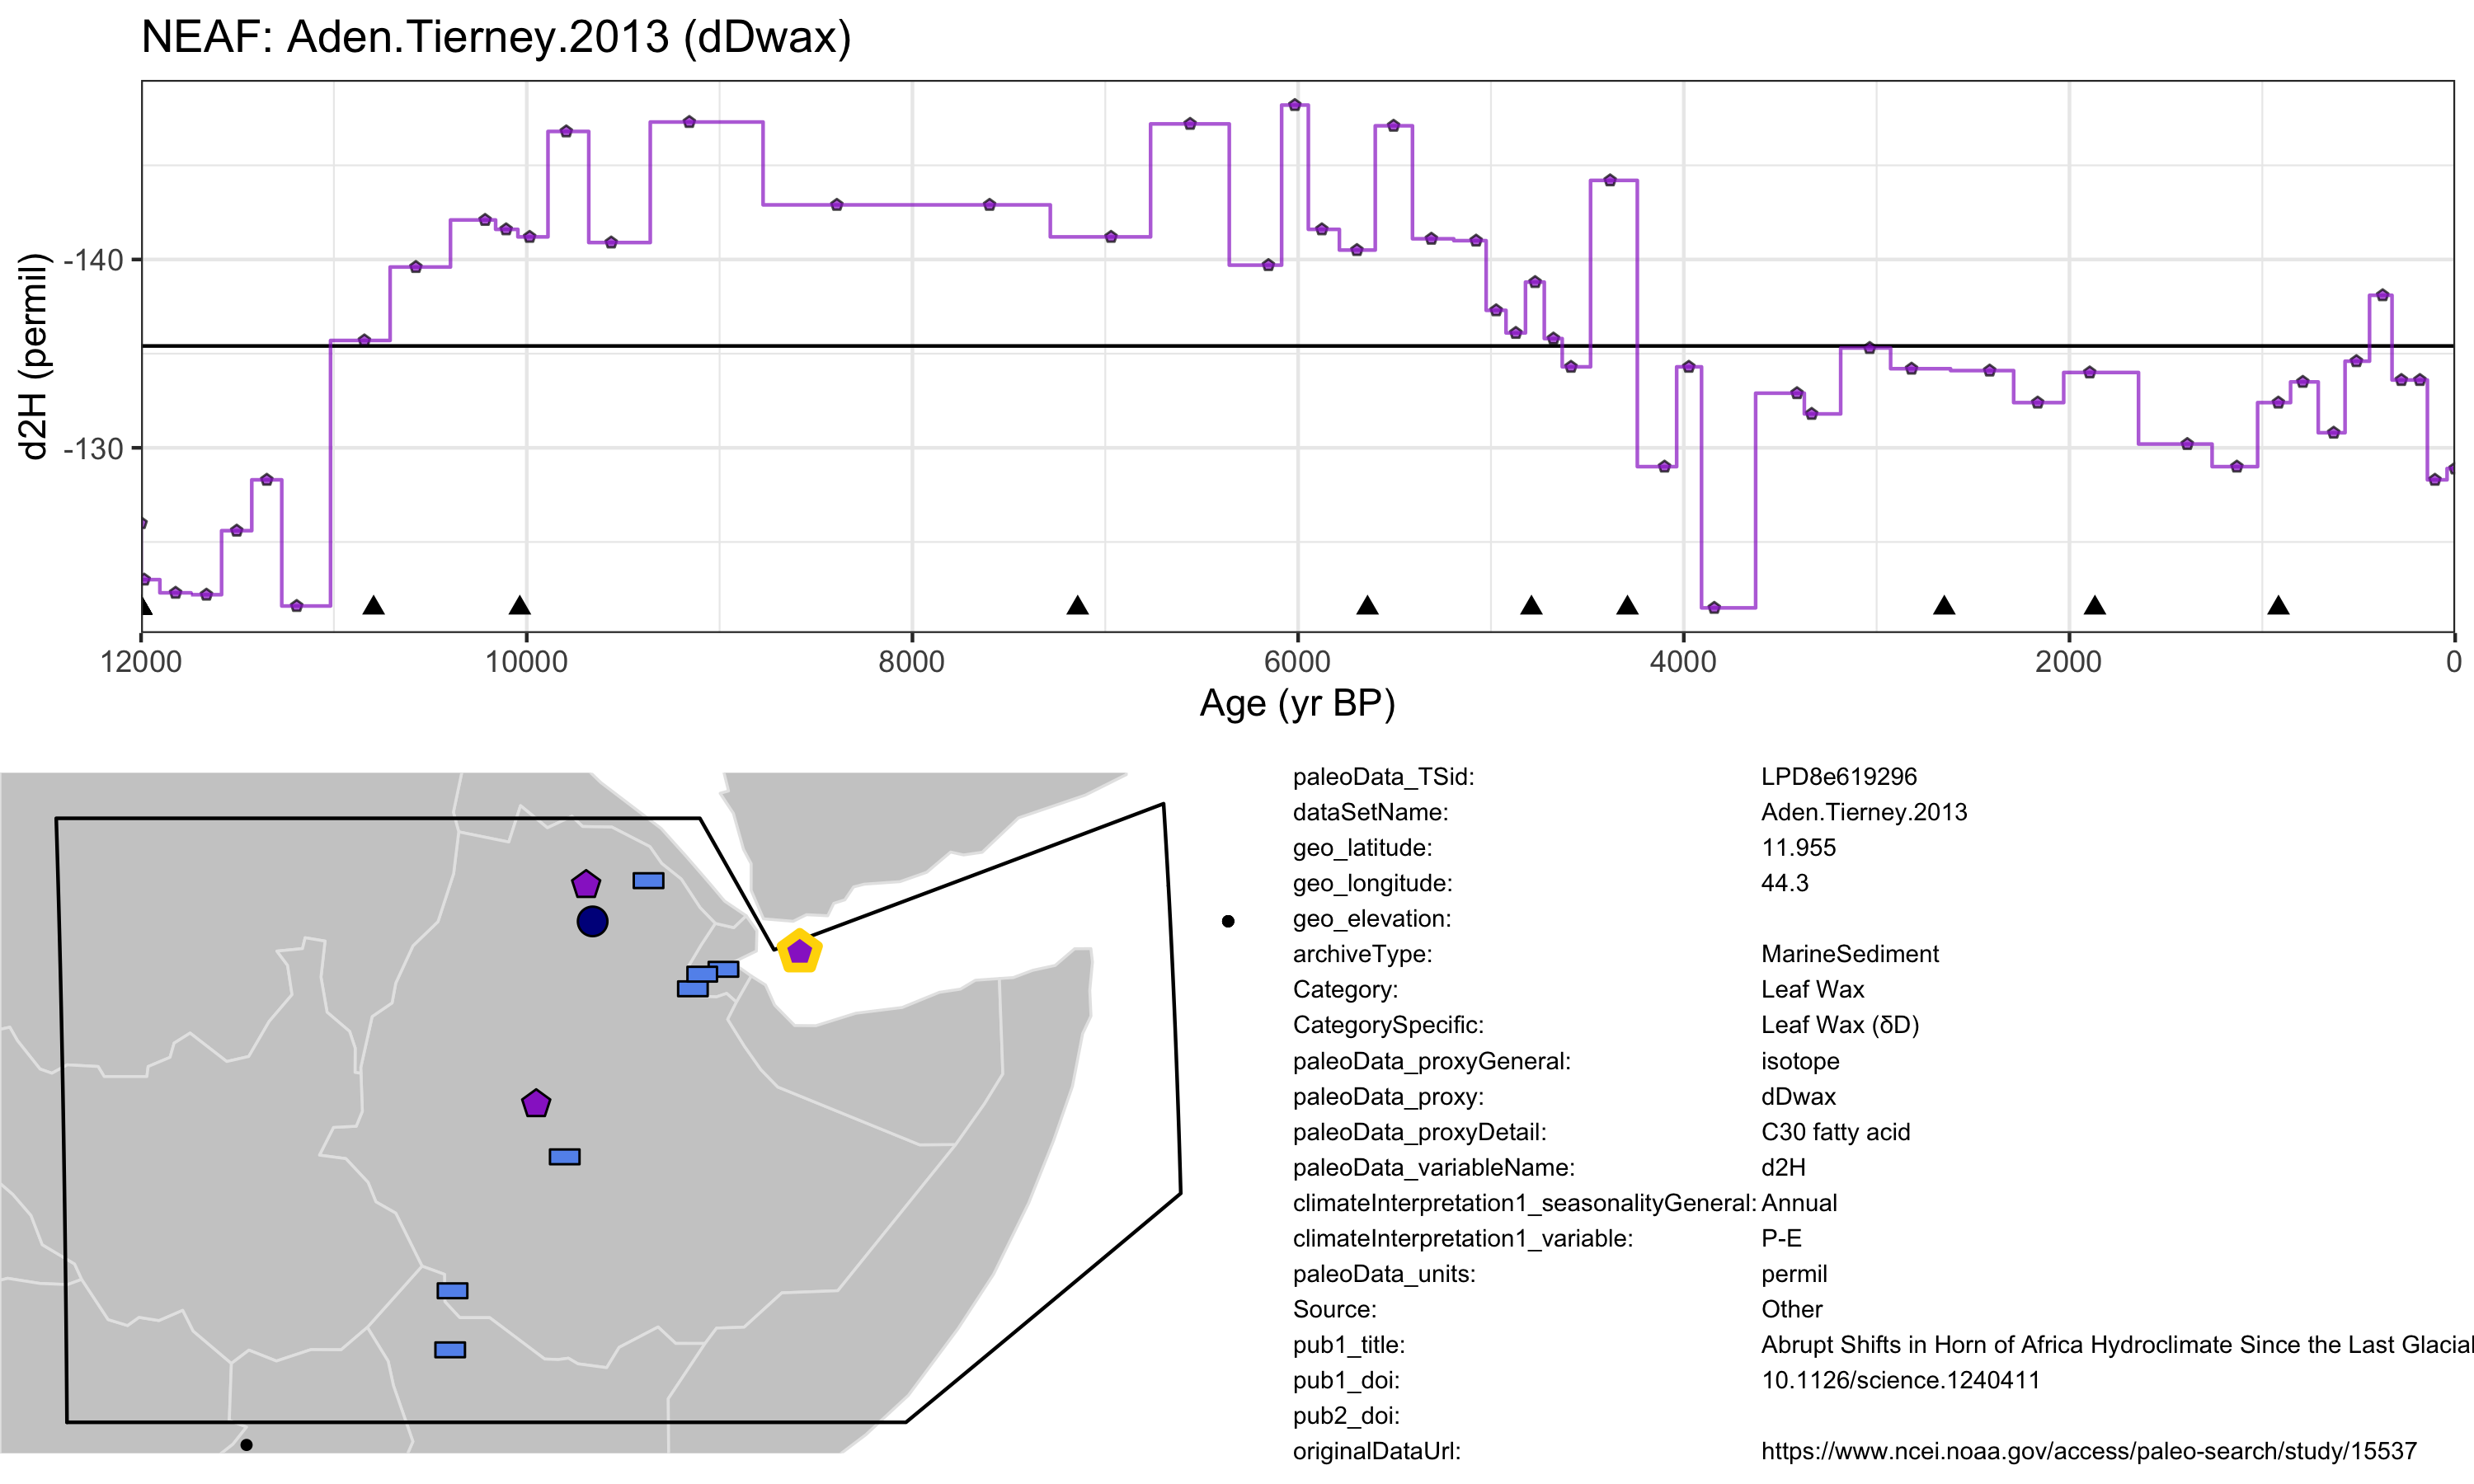 NEAF: Aden.Tierney.2013 (dDwax)
d2H (permil)
-140
-130
12000 10000 8000 6000 4000 2000 0
Age (yr BP)
paleoData_TSid: LPD8e619296
dataSetName: Aden.Tierney.2013
geo_latitude: 11.955
geo_longitude: 44.3
geo_elevation:
archiveType: MarineSediment
Category: Leaf Wax
CategorySpecific: Leaf Wax (δD)
paleoData_proxyGeneral: isotope
paleoData_proxy: dDwax
paleoData_proxyDetail: C30 fatty acid
paleoData_variableName: d2H
climateInterpretation1_seasonalityGeneral: Annual
climateInterpretation1_variable: P-E
paleoData_units: permil
Source: Other
pub1_title: Abrupt Shifts in Horn of Africa Hydroclimate Since the Last Glacial
pub1_doi: 10.1126/science.1240411
pub2_doi:
originalDataUrl: https://www.ncei.noaa.gov/access/paleo-search/study/15537